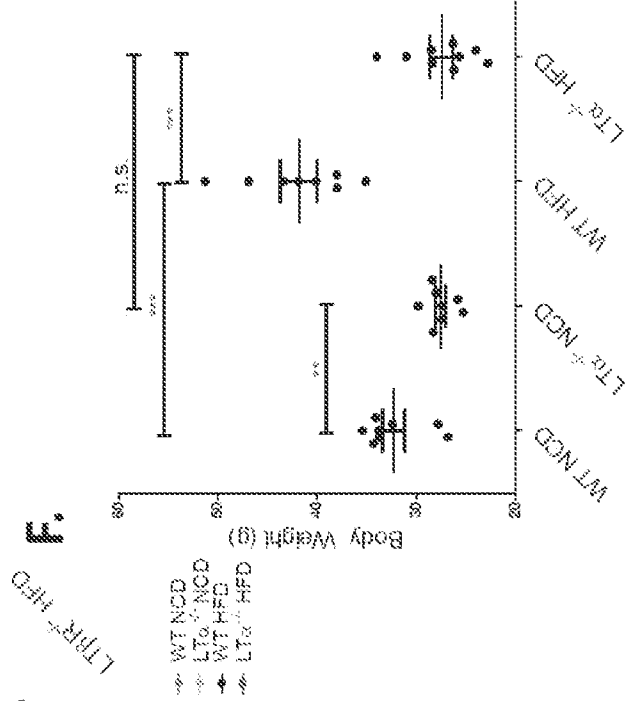 LTβR-/- HFD
F.
WT NCD
LTα-/- NCD
WT HFD
LTα-/- HFD
n.s.
***
***
**
Body Weight (g)
60
50
40
30
20
WT NCD
LTα-/- NCD
WT HFD
LTα-/- HFD